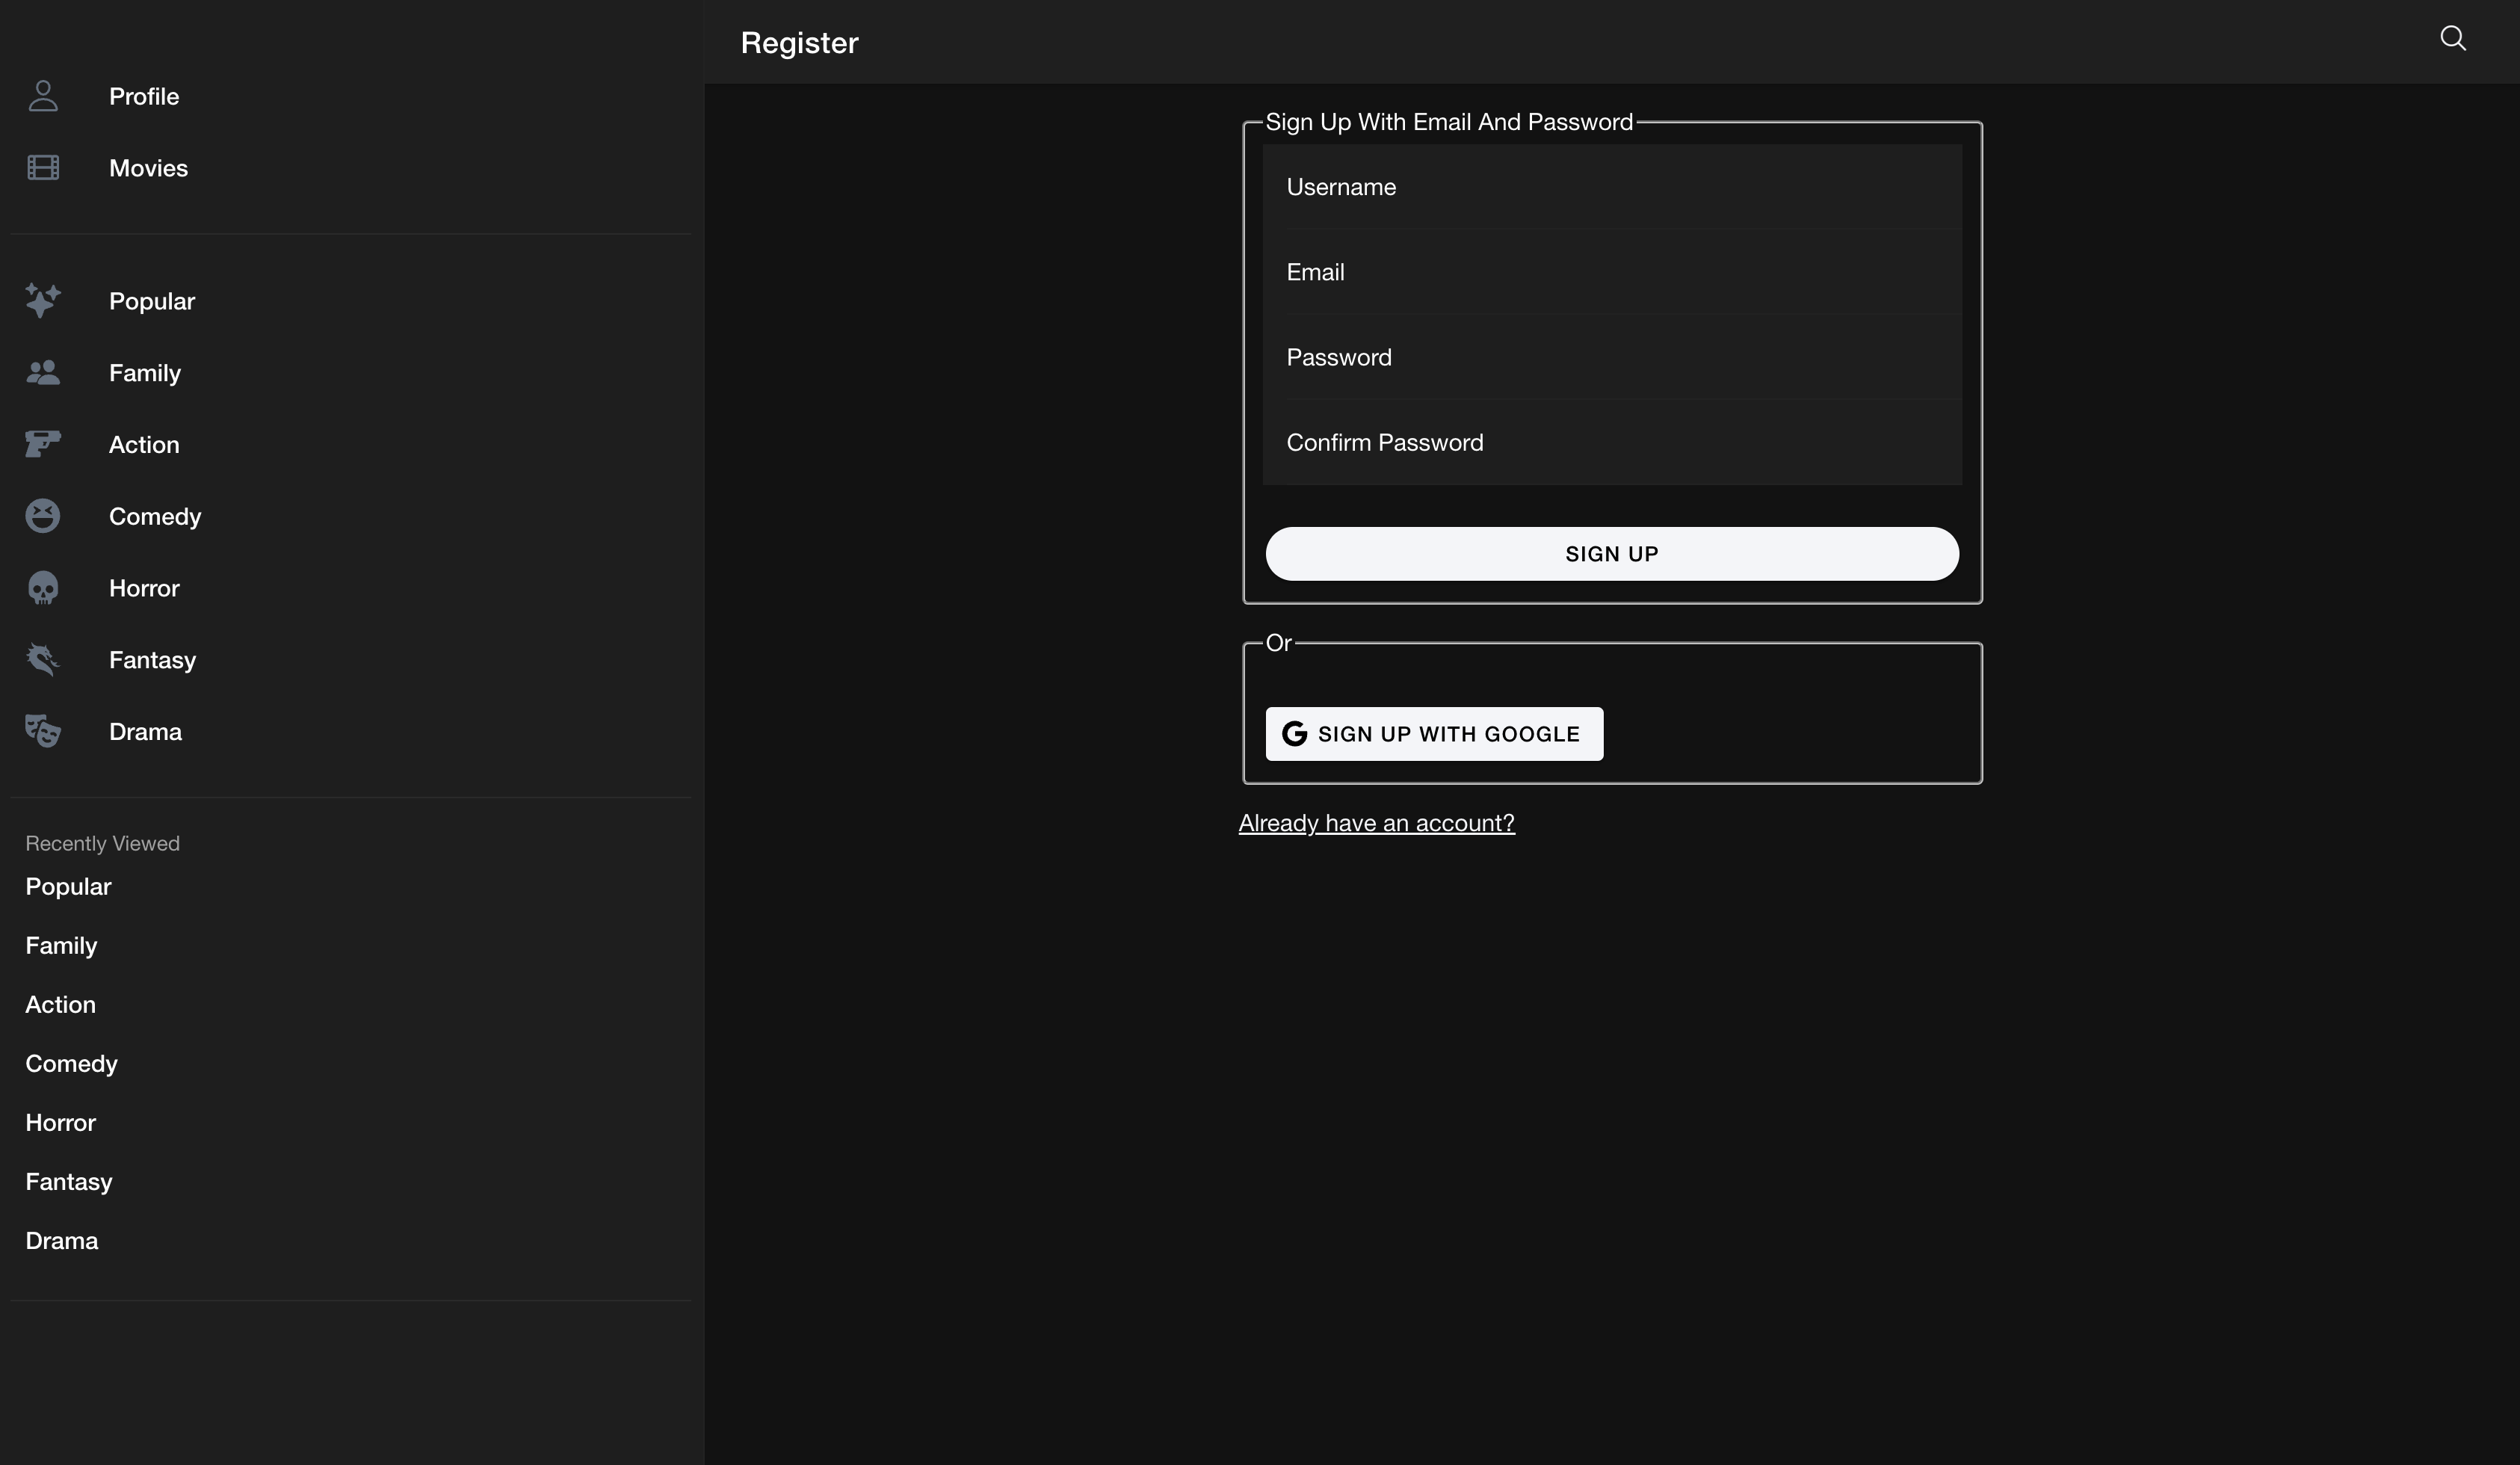 Profile
Movies
Popular
Family
Action
Comedy
Horror
Fantasy
Drama
Recently Viewed
Popular
Family
Action
Comedy
Horror
Fantasy
Drama
Register
Sign Up With Email And Password
Username
Email
Password
Confirm Password
SIGN UP
Or
SIGN UP WITH GOOGLE
Already have an account?